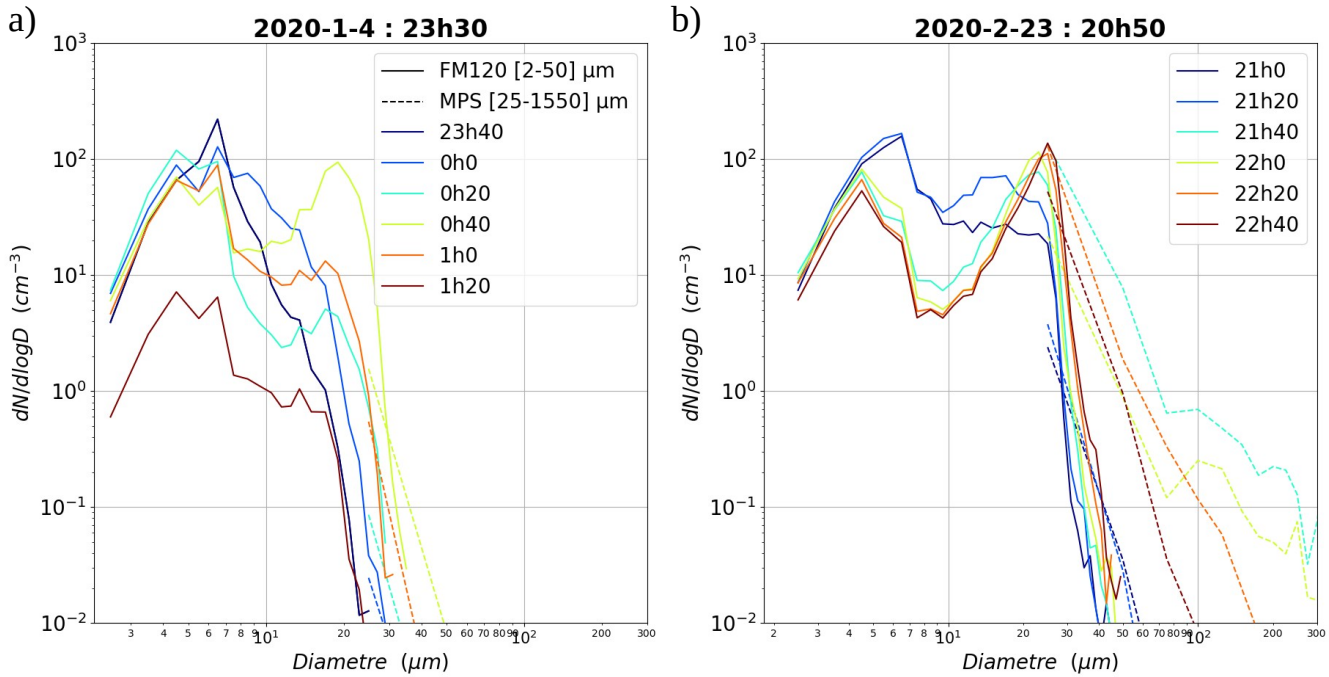 a)
2020-1-4 : 23h30
dN/dlogD (cm⁻³)
10³
10²
10¹
10⁰
10⁻¹
10⁻²
FM120 [2-50] µm
MPS [25-1550] µm
23h40
0h0
0h20
0h40
1h0
1h20
3 4 5 6 7 8 9 10¹ 20 30 40 50 60 70 80 90 10² 200 300
Diametre (µm)
b)
2020-2-23 : 20h50
dN/dlogD (cm⁻³)
10³
10²
10¹
10⁰
10⁻¹
10⁻²
21h0
21h20
21h40
22h0
22h20
22h40
2 3 4 5 6 7 8 9 10¹ 20 30 40 50 60 70 80 90 10² 200 300
Diametre (µm)